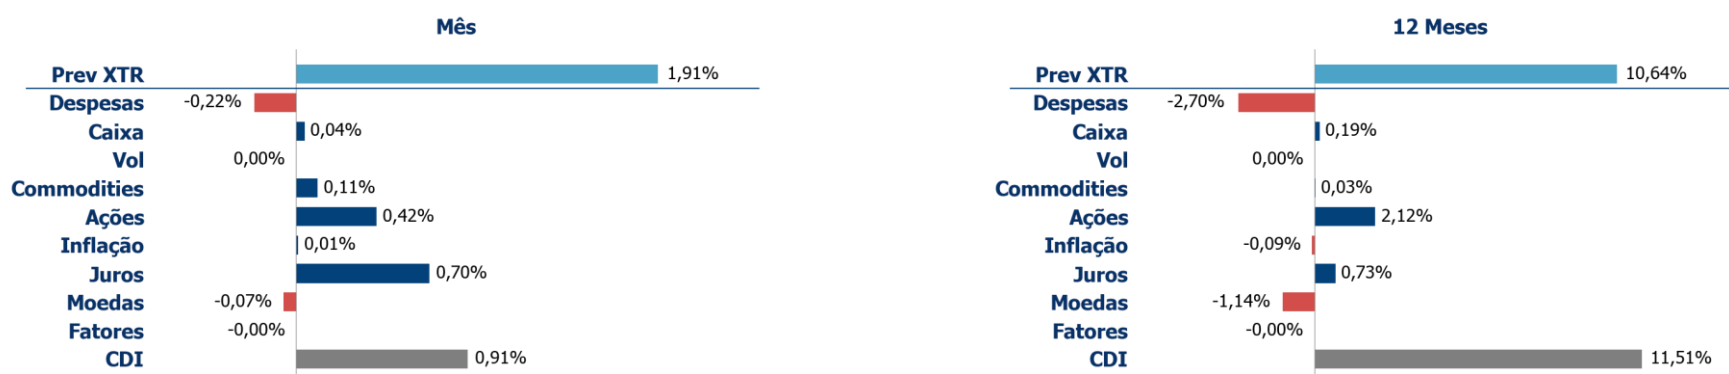 Mês
Prev XTR 1,91%
Despesas -0,22%
Caixa 0,04%
Vol 0,00%
Commodities 0,11%
Ações 0,42%
Inflação 0,01%
Juros 0,70%
Moedas -0,07%
Fatores -0,00%
CDI 0,91%
12 Meses
Prev XTR 10,64%
Despesas -2,70%
Caixa 0,19%
Vol 0,00%
Commodities 0,03%
Ações 2,12%
Inflação -0,09%
Juros 0,73%
Moedas -1,14%
Fatores -0,00%
CDI 11,51%